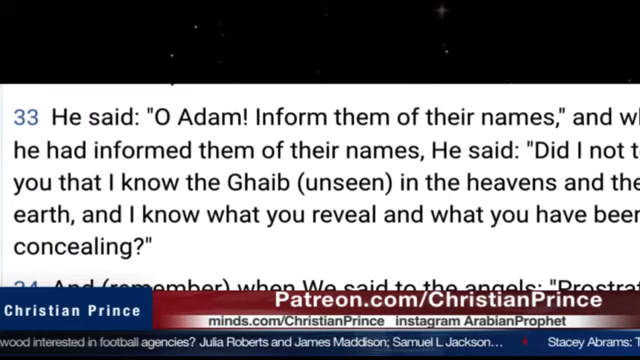 33 He said: "O Adam! Inform them of their names," and
he had informed them of their names, He said: "Did I not
you that I know the Ghaib (unseen) in the heavens and the
earth, and I know what you reveal and what you have been
concealing?"
34 And (remember) when We said to the angels:
Christian Prince
Patreon.com/ChristianPrince
minds.com/ChristianPrince instagram ArabianProphet
wood interested in football agencies? Julia Roberts and James Maddison; Samuel L Jackson... ★ Stacey Abrams: